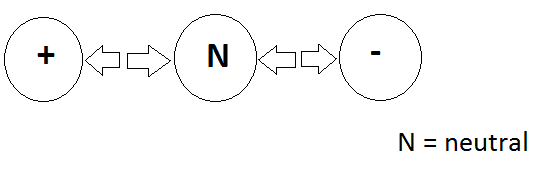 + N -
N = neutral